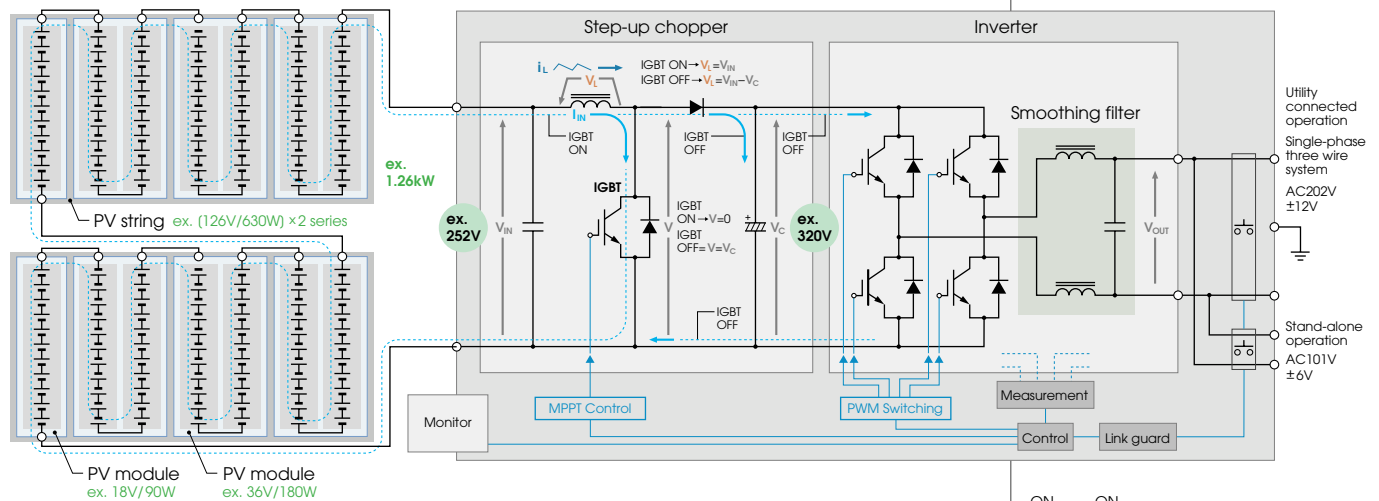 Step-up chopper
Inverter
iL
IGBT ON→VL=VIN
IGBT OFF→VL=VIN−VC
VL
IIN
IGBT
ON
IGBT
OFF
IGBT
OFF
Smoothing filter
Utility
connected
operation
Single-phase
three wire
system
AC202V
±12V
ex.
1.26kW
IGBT
PV string ex. (126V/630W) ×2 series
ex.
252V
VIN
V
IGBT
ON→V=0
IGBT
OFF=V=VC
+
VC
ex.
320V
VOUT
IGBT
OFF
Stand-alone
operation
AC101V
±6V
Monitor
MPPT Control
PWM Switching
Measurement
Control
Link guard
PV module
ex. 18V/90W
PV module
ex. 36V/180W
ON
ON